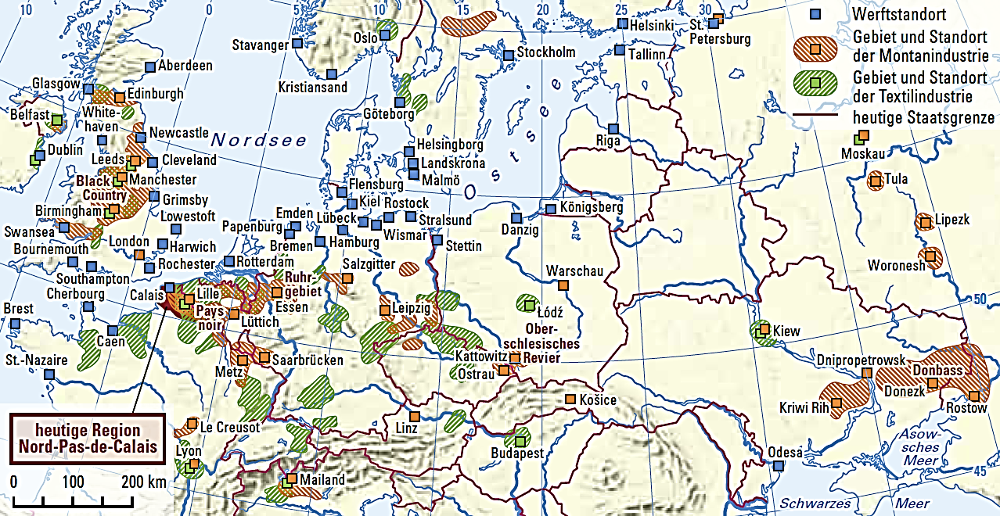 10
5
0
5
10
15
20
25
30
Werftstandort
Gebiet und Standort
der Montanindustrie
Gebiet und Standort
der Textilindustrie
heutige Staatsgrenze
Helsinki
St.
Petersburg
Oslo
Stavanger
Stockholm
Tallinn
Aberdeen
Kristiansand
Glasgow
Edinburgh
Belfast
White-
haven
Göteborg
Newcastle
Nordsee
Ostsee
Riga
Moskau
Dublin
Leeds
Cleveland
Helsingborg
Landskrona
Malmö
Black
Country
Manchester
Tula
Flensburg
Grimsby
Kiel
Rostock
Königsberg
Birmingham
Lowestoft
Emden
Lübeck
Stralsund
Danzig
Lipezk
Swansea
Papenburg
Wismar
Bournemouth
London
Harwich
Bremen
Hamburg
Stettin
Rochester
Rotterdam
Salzgitter
Woronesh
Southampton
Warschau
Cherbourg
Calais
Lille
Ruhr-
gebiet
Essen
50
Brest
Pays
noir
Lüttich
Leipzig
Łódź
Caen
Ober-
schlesisches
Revier
Kiew
St.-Nazaire
Metz
Saarbrücken
Kattowitz
Ostrau
Dnipropetrowsk
Donbass
Donezk
Kriwi Rih
Rostow
Košice
heutige Region
Nord-Pas-de-Calais
Le Creusot
Linz
Asow-
sches
Meer
Lyon
Budapest
Odesa
45
0 100 200 km
Mailand
Schwarzes Meer